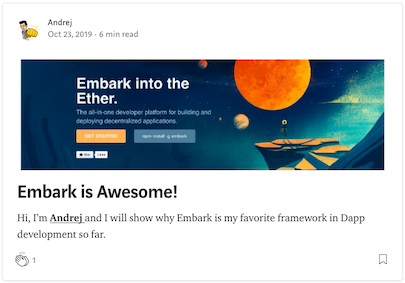 Andrej
Oct 23, 2019 · 6 min read
Embark into the
Ether.
The all-in-one developer platform for building and
deploying decentralized applications.
GET STARTED
npm install -g embark
Star
Embark is Awesome!
Hi, I'm Andrej and I will show why Embark is my favorite framework in Dapp
development so far.
1